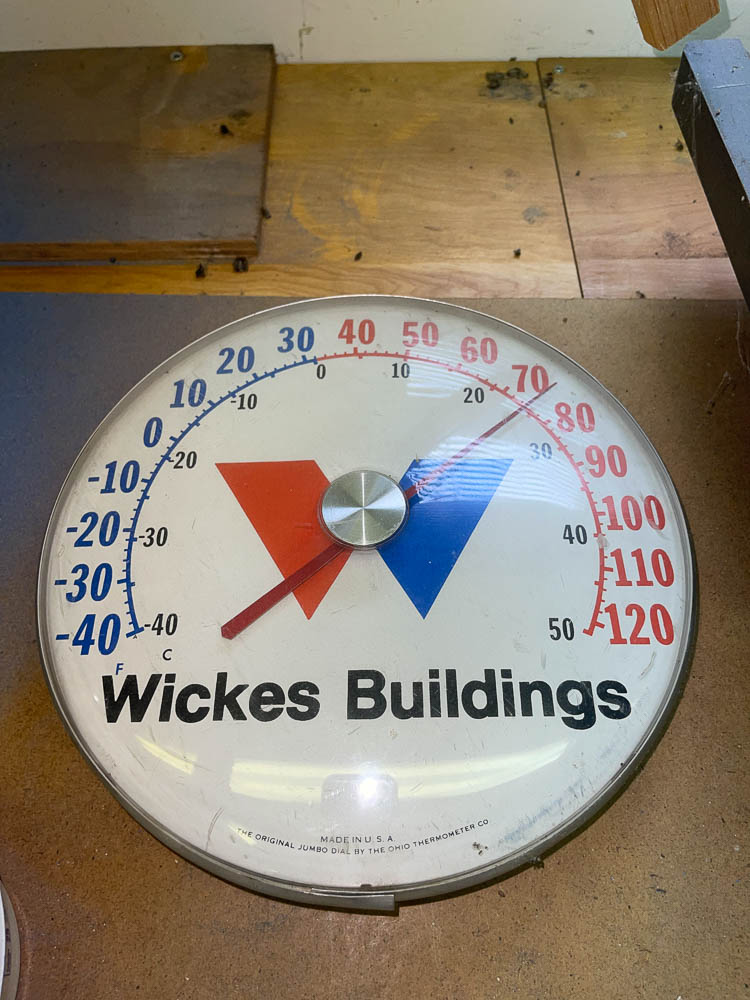 -40 -30 -20 -10 0 10 20 30 40 50 60 70 80 90 100 110 120
-40 -30 -20 -10 0 10 20 30 40 50
F C
W
Wickes Buildings
MADE IN U.S.A.
THE ORIGINAL JUMBO DIAL BY THE OHIO THERMOMETER CO